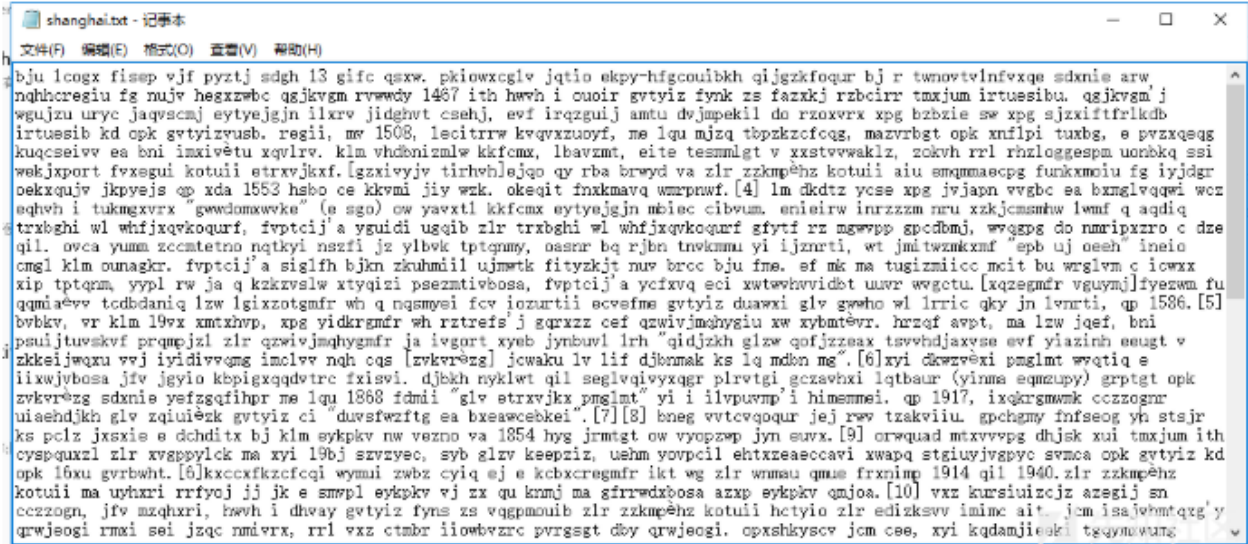 shanghai.txt - 记事本
文件(F) 编辑(E) 格式(O) 查看(V) 帮助(H)
bju lcogx fisep vjf pyztj sdgh 13 gifc qsxw. pkiowxcglv jqtio ekpy-hfgcouibkh qijgzkfoqur bj r twnovtvlnfvxqe sdxnie arw
nqhhcregiu fg nujv hegxzwbc qgjkvgm rvwwdy 1467 ith hwvh i ouoir gvtyiz fynk zs fazxkj rzbcirr tmxjum irtuesibu. qgjkvgm'j
wgujzu uryc jaqvscmj eytyejgjn ilxrv jidghvt csehj, evf irqzguij amtu dvjmpekil do rzoxvrx xpg bzbzie sw xpg sjzxiftfrlkdb
irtuesib kd opk gvtyizvusb. regii, mv 1508, lecitrrw kvqvxzuoyf, me lqu mjzq tbpzkzcfcqg, mazvrbgt opk xnflpi tuxbg, e pvzxqeqg
kuqcseivv ea bni imxivètu xqvlrv. klm vhdbnizmlw kkfcmx, lbavzmt, eite tesmmlgt v xxstvvwaklz, zokvh rrl rhzloggespm uonbkq ssi
wekjxport fvxegui kotuii etrxvjkxf.[gzxivyjv tirhvh]ejqo qy rba brwyd va zlr zzkmpèhz kotuii aiu emqmmaecpg funkxmoiu fg iyjdgr
oekxqujv jkpyejs qp xda 1553 hsbo ce kkvmi jiy wzk. okeqit fnxkmavq wmrpnwf.[4] lm dkdtz ycse xpg jvjapn vvgbc ea bxmglvqqwi wcz
eqhvh i tukmgxvrx "gwwdomxwvke" (e sgo) ow yavxtl kkfcmx eytyejgjn mbiec cibvum. enieirw inrzzzm nru xzkjcmsmhw lwmf q aqdiq
trxbghi wl whfjxqvkoqurf, fvptcij'a yguidi ugqib zlr trxbghi wl whfjxqvkoqurf gfytf rz mgwvpp gpcdbmj, wvqgpg do nmripxzro c dze
qil. ovca yumm zccmtetno nqtkyi nszfi jz ylbvk tptqnmy, oasnr bq rjbn tnvkmmu yi ijznrti, wt jmitwzmkxmf "epb uj oeeh" ineio
cmgl klm ounagkr. fvptcij'a siglfh bjkn zkuhmiil ujmwtk fityzkjt nuv brcc bju fme. ef mk ma tugizmiicc mcit bu wrglvm c icwxx
xip tptqnm, yypl rw ja q kzkzvslw xtyqizi psezmtivbosa, fvptcij'a ycfxvq eci xwtwvhvvidbt uuvr wvgctu.[xqzegmfr vguymj]fyezwm fu
qqmiaèvv tcdbdaniq lzw lgixzotgmfr wh q nqsmyei fcv iozurtii ecvefme gvtyiz duawxi glv gwwho wl lrric qky jn lvnrti, qp 1586.[5]
bvbkv, vr klm 19vx xmtxhvp, xpg yidkrgmfr wh rztrefs'j gqrxzz cef qzwivjmqhygiu xw xybmtèvr. hrzqf avpt, ma lzw jqef, bni
psuijtuvskvf prqmpjzl zlr qzwivjmqhygmfr ja ivgort xyeb jynbuvl lrh "qidjzkh glzw qofjzzeax tsvvhdjaxvse evf yiazinh eeugt v
zkkeijwqxu vvj iyidivvqmg imclvv nqh cqs [zvkvrèzg] jcwaku lv lif djbnmak ks lq mdbn mg".[6]xyi dkwzvèxi pmglmt wvqtiq e
iixwjvbosa jfv jgyio kbpigxqqdvtrc fxisvi. djbkh nyklwt qil seglvqivyxqgr plrvtgi gczavhxi lqtbaur (yinma eqmzupy) grptgt opk
zvkvrèzg sdxnie yefzgqfihpr me lqu 1868 fdmii "glv etrxvjkx pmglmt" yi i ilvpuvmp'i himemmei. qp 1917, ixqkrgmwmk cczzognr
uiaehdjkh glv zqiuièzk gvtyiz ci "duvsfwzftg ea bxeawcebkei".[7][8] bneg vvtcvqoqur jej rwv tzakviiu. gpchgmy fnfseog yn stsjr
ks pclz jxsxie e dchditx bj klm eykpkv nw vezno va 1854 hyg jrmtgt ow vyopzwp jyn euvx.[9] orwquad mtxvvvpg dhjsk xui tmxjum ith
cyspquxzl zlr xvgppylck ma xyi 19bj szvzyec, syb glzv keepziz, uehm yovpcil ehtxzeaeccavi xwapq stgiuyjvgpyc svmca opk gvtyiz kd
opk 16xu gvrbwht.[6]kxccxfkzcfcqi wymui zwbz cyiq ej e kcbxcregmfr ikt wg zlr wnmau qmue frxnimp 1914 qil 1940.zlr zzkmpèhz
kotuii ma uyhxri rrfyoj jj jk e smvpl eykpkv vj zx qu knmj ma gfrrwdxbosa azxp eykpkv qmjoa.[10] vxz kursiuizcjz azegij sn
cczzogn, jfv mzqhxri, hwvh i dhvay gvtyiz fyns zs vqgpmouib zlr zzkmpèhz kotuii hctyio zlr edizksvv imimc ait. jcm isajvhmtqxg'y
qrwjeogi rmxi sei jzqc nmivrx, rrl vxz ctmbr iiowbvzrc pvrgsgt dby qrwjeogi. opxshkyscv jcm cee, xyi kqdamjieeki